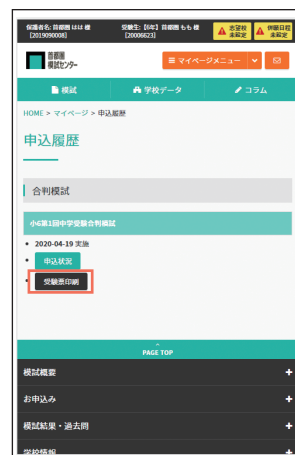 保護者名: 首都圏 はは 様
[2019090008]
受験生:【6年】首都圏 もも 様
[20006623]
志望校
未設定
併願日程
未設定
首都圏
模試センター
マイページメニュー
模試
学校データ
コラム
HOME > マイページ > 申込履歴
申込履歴
合判模試
小6第1回中学受験合判模試
• 2020-04-19 実施
• 申込状況
• 受験票印刷
PAGE TOP
模試概要 +
お申込み +
模試結果・過去問 +
学校情報 +